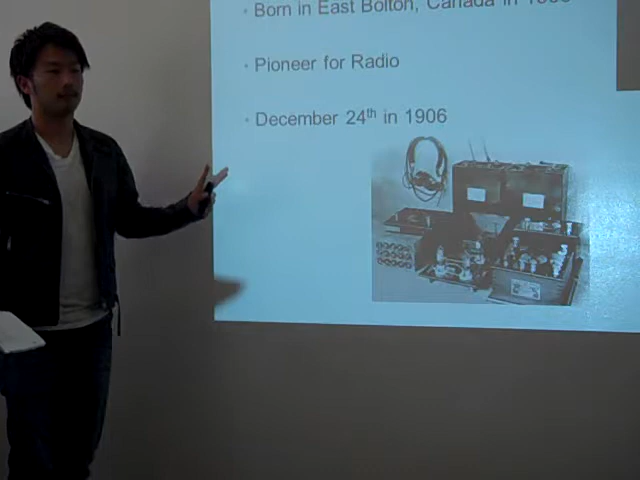 Born in East Bolton, Canada in
Pioneer for Radio
December 24th in 1906